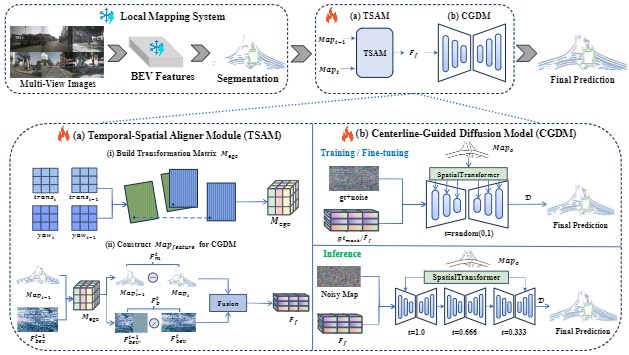 Local Mapping System
Multi-View Images
BEV Features
Segmentation
(a) TSAM
(b) CGDM
Map_{t-1}
Map_t
TSAM
F_f
Final Prediction
(a) Temporal-Spatial Aligner Module (TSAM)
(i) Build Transformation Matrix M_{ego}
trans_t
trans_{t-1}
yaw_t
yaw_{t-1}
M_{ego}
(ii) Construct Map_{feature} for CGDM
F_m^t
Map_{t-1}
Map'_{t-1}
Map_t
M_{ego}
F_b^t
F_{bev}^{t-1}
F_{bev}^t
Fusion
F_f
(b) Centerline-Guided Diffusion Model (CGDM)
Training / Fine-tuning
Map_o
SpatialTransformer
gt+noise
gt_{mask}/F_f
t=random(0,1)
𝒟
Final Prediction
Inference
Map_o
SpatialTransformer
Noisy Map
F_f
t=1.0
t=0.666
t=0.333
𝒟
Final Prediction